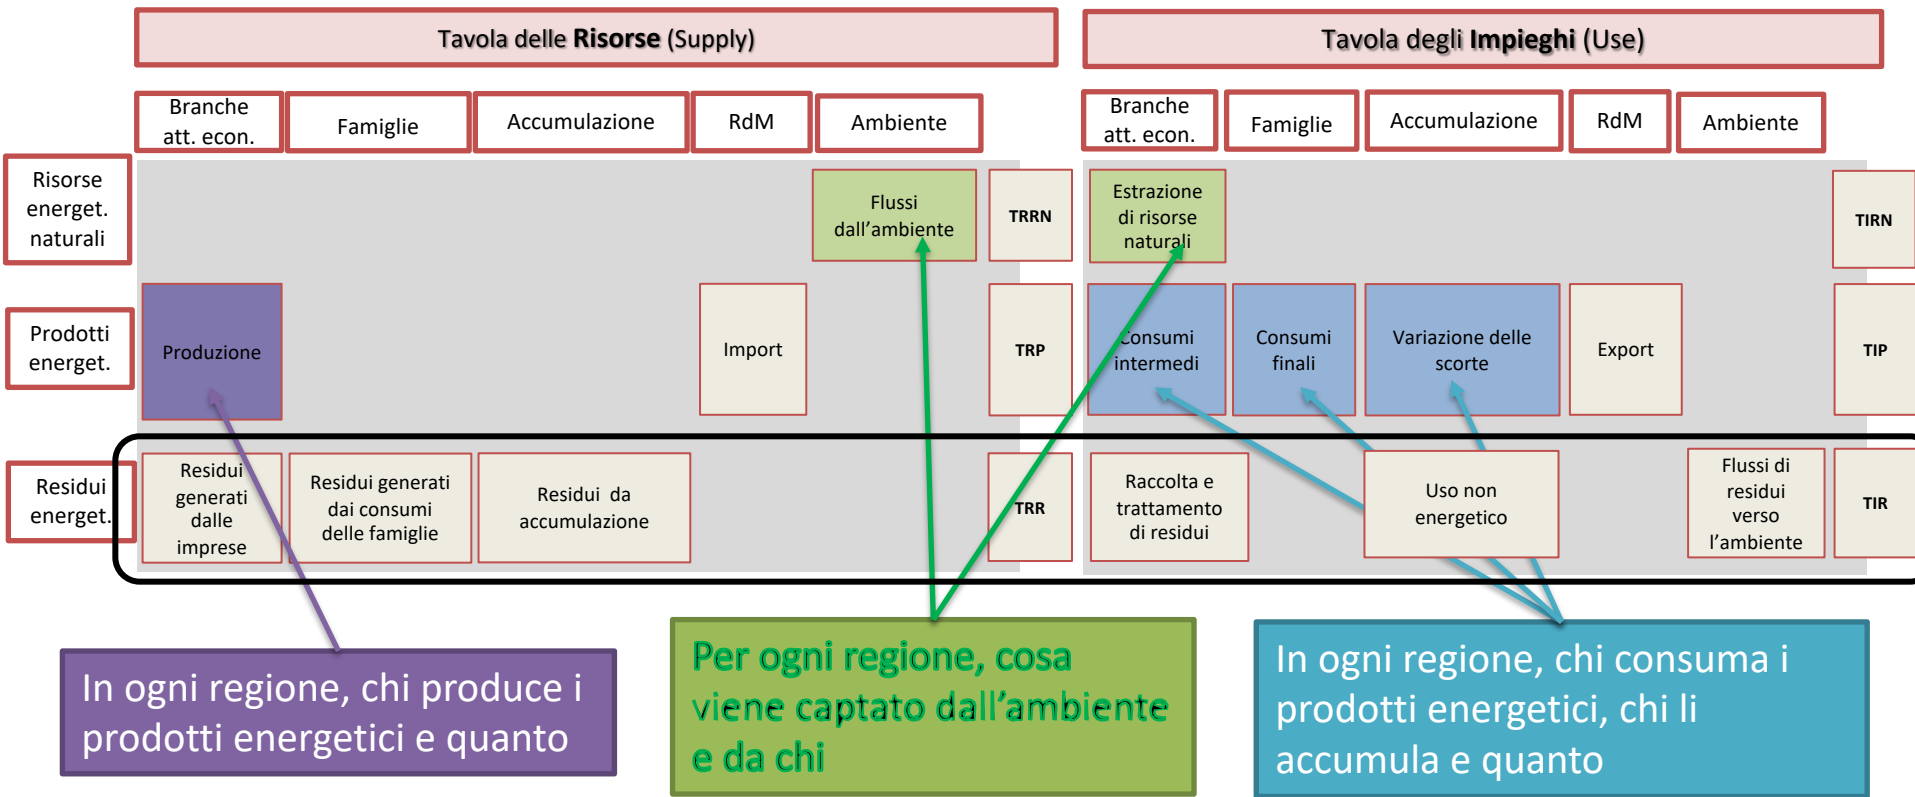 Tavola delle Risorse (Supply)
Tavola degli Impieghi (Use)
Branche
att. econ.
Famiglie
Accumulazione
RdM
Ambiente
Branche
att. econ.
Famiglie
Accumulazione
RdM
Ambiente
Risorse
energet.
naturali
Flussi
dall'ambiente
TRRN
Estrazione
di risorse
naturali
TIRN
Prodotti
energet.
Produzione
Import
TRP
Consumi
intermedi
Consumi
finali
Variazione delle
scorte
Export
TIP
Residui
energet.
Residui
generati
dalle
imprese
Residui generati
dai consumi
delle famiglie
Residui da
accumulazione
TRR
Raccolta e
trattamento
di residui
Uso non
energetico
Flussi di
residui
verso
l'ambiente
TIR
In ogni regione, chi produce i
prodotti energetici e quanto
Per ogni regione, cosa
viene captato dall'ambiente
e da chi
In ogni regione, chi consuma i
prodotti energetici, chi li
accumula e quanto